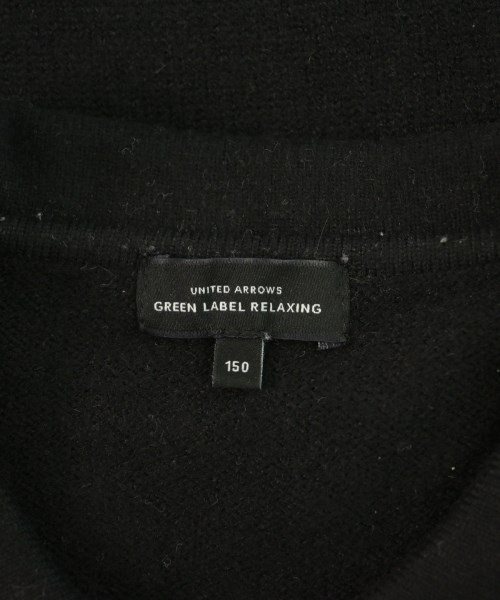 UNITED ARROWS
GREEN LABEL RELAXING
150